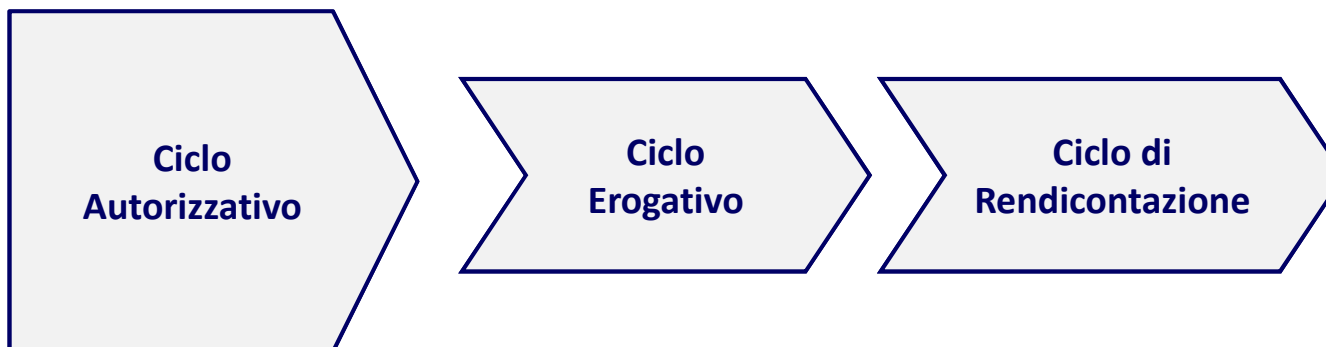 Ciclo
Autorizzativo
Ciclo
Erogativo
Ciclo di
Rendicontazione